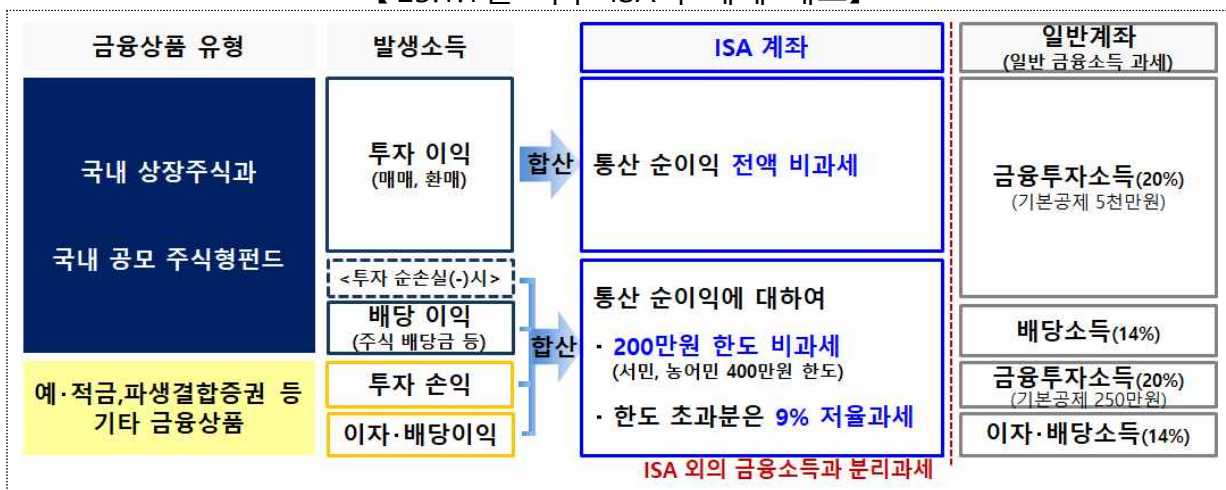 금융상품 유형
발생소득
ISA 계좌
일반계좌
(일반 금융소득 과세)
국내 상장주식과
국내 공모 주식형펀드
투자 이익
(매매, 환매)
합산
통산 순이익 전액 비과세
금융투자소득(20%)
(기본공제 5천만원)
<투자 순손실(-)시>
배당 이익
(주식 배당금 등)
합산
통산 순이익에 대하여
· 200만원 한도 비과세
(서민, 농어민 400만원 한도)
· 한도 초과분은 9% 저율과세
배당소득(14%)
예·적금,파생결합증권 등
기타 금융상품
투자 손익
이자·배당이익
금융투자소득(20%)
(기본공제 250만원)
이자·배당소득(14%)
ISA 외의 금융소득과 분리과세